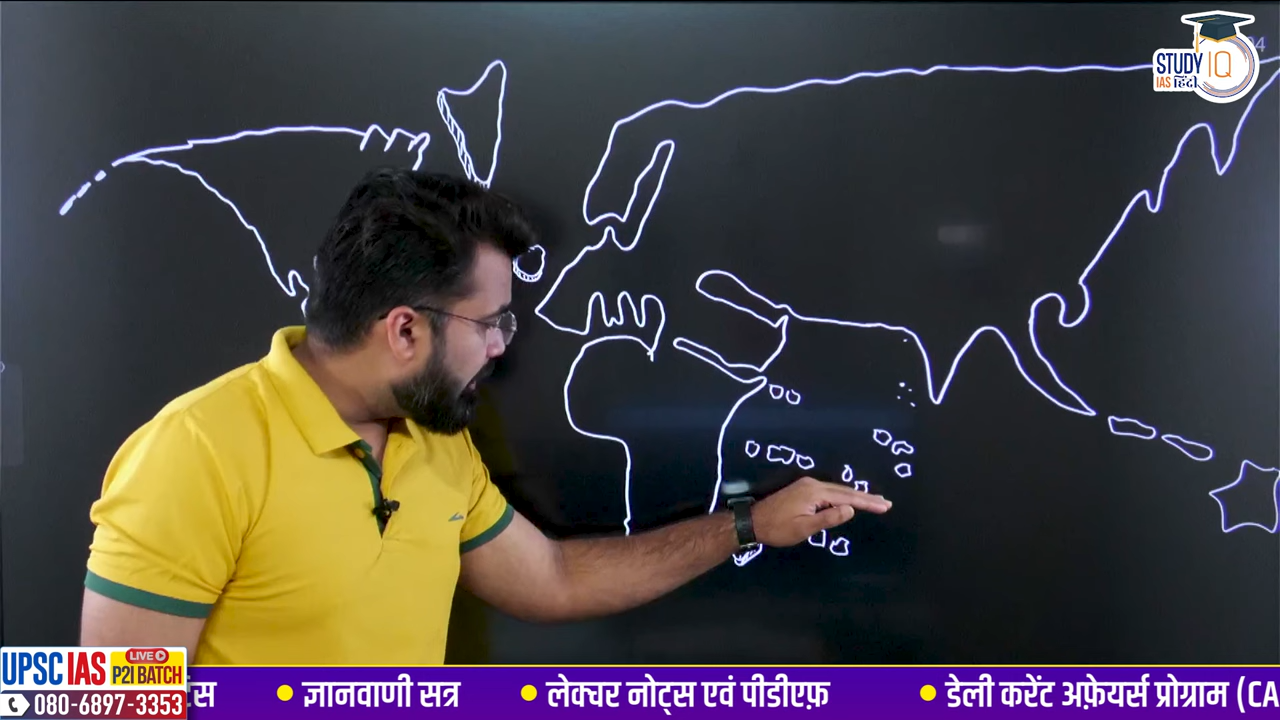 STUDY IQ
IAS हिंदी
UPSC IAS LIVE P2I BATCH
080-6897-3353
• ज्ञानवाणी सत्र • लेक्चर नोट्स एवं पीडीएफ़ • डेली करेंट अफ़ेयर्स प्रोग्राम (CA